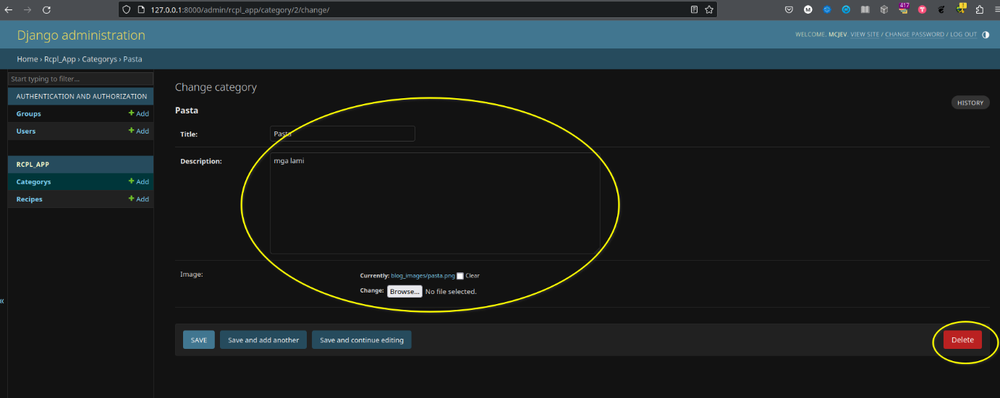 127.0.0.1:8000/admin/rcpl_app/category/2/change/
417
Django administration
WELCOME, MCJEV. VIEW SITE / CHANGE PASSWORD / LOG OUT
Home › Rcpl_App › Categorys › Pasta
Start typing to filter...
AUTHENTICATION AND AUTHORIZATION
Groups + Add
Users + Add
RCPL_APP
Categorys + Add
Recipes + Add
«
Change category
HISTORY
Pasta
Title: Pasta
Description: mga lami
Image: Currently: blog_images/pasta.png Clear
Change: Browse... No file selected.
SAVE Save and add another Save and continue editing Delete